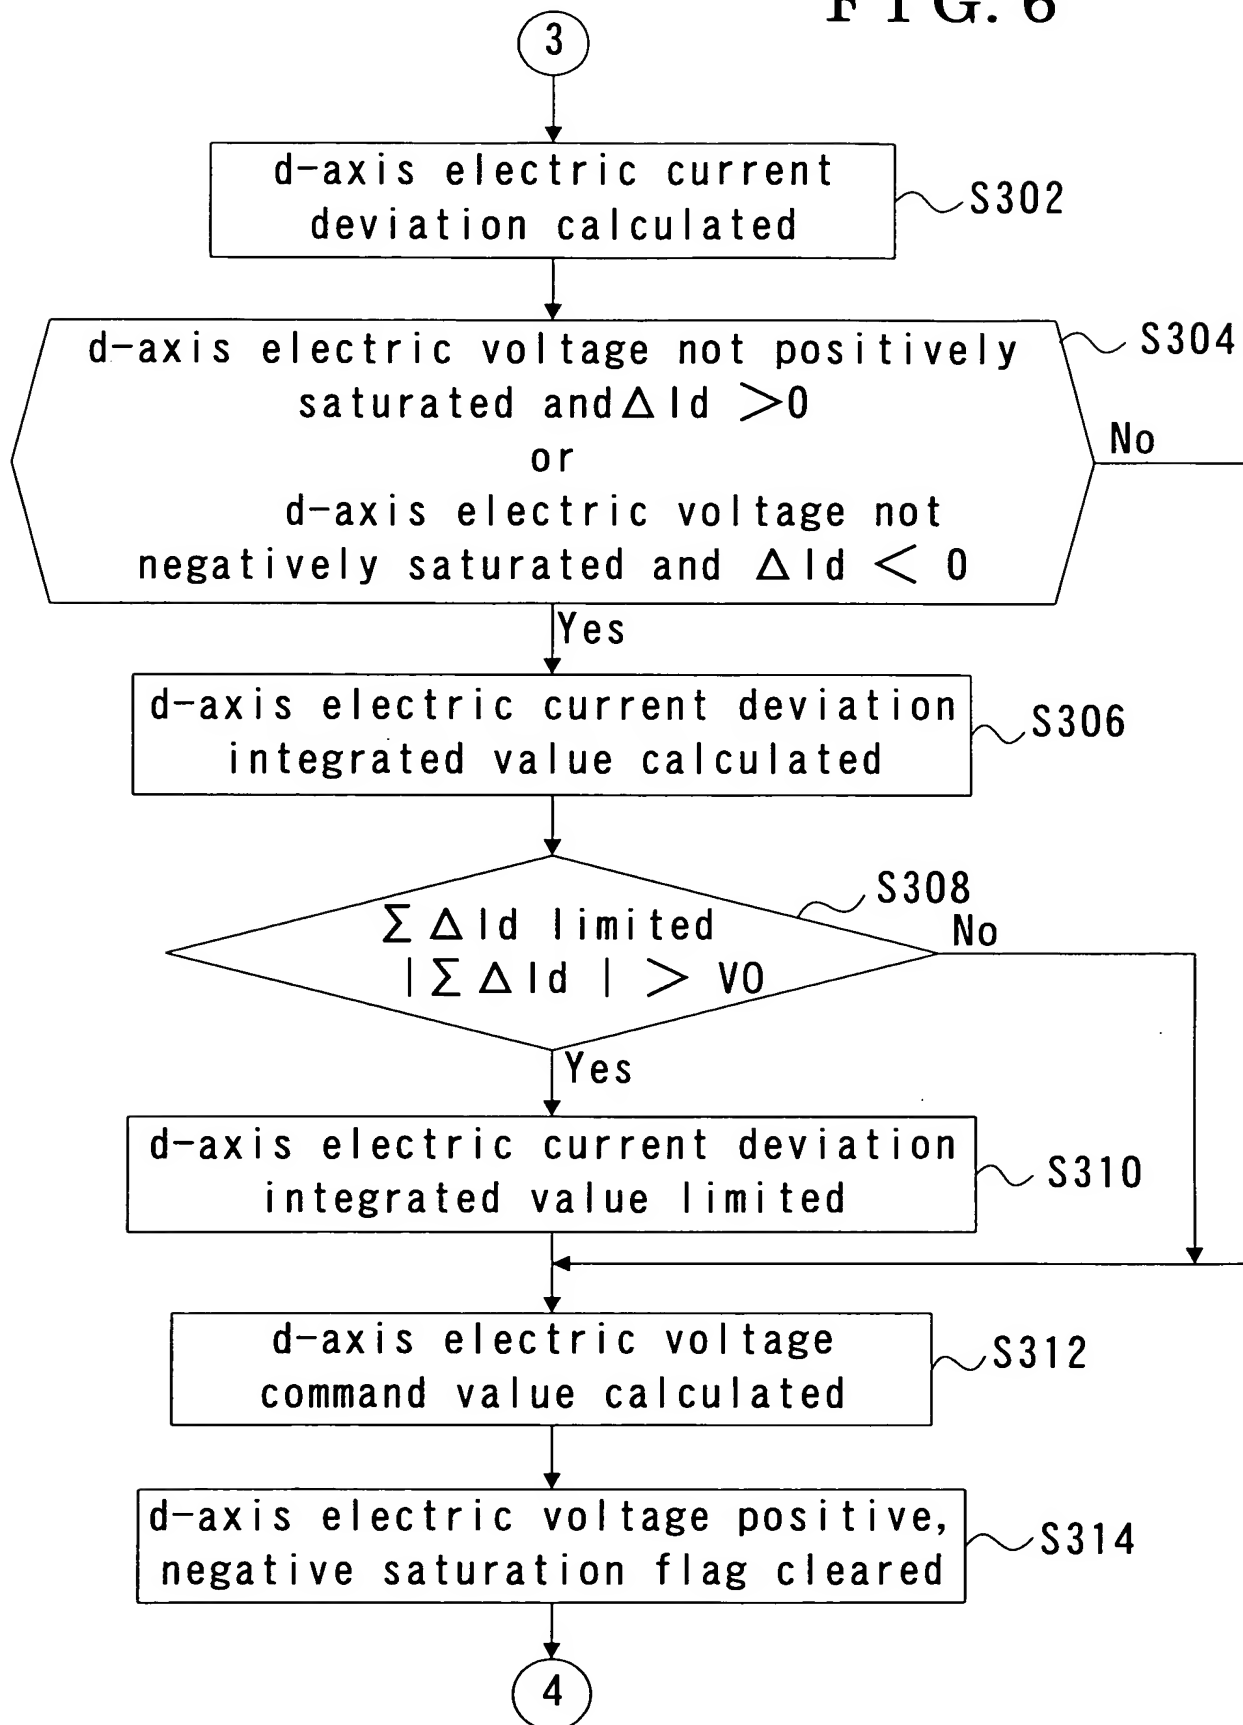 FIG. 6
3
d-axis electric current
deviation calculated
S302
d-axis electric voltage not positively
saturated and Δ Id > 0
or
d-axis electric voltage not
negatively saturated and Δ Id < 0
S304
No
Yes
d-axis electric current deviation
integrated value calculated
S306
Σ Δ Id limited
| Σ Δ Id | > V0
S308
No
Yes
d-axis electric current deviation
integrated value limited
S310
d-axis electric voltage
command value calculated
S312
d-axis electric voltage positive,
negative saturation flag cleared
S314
4